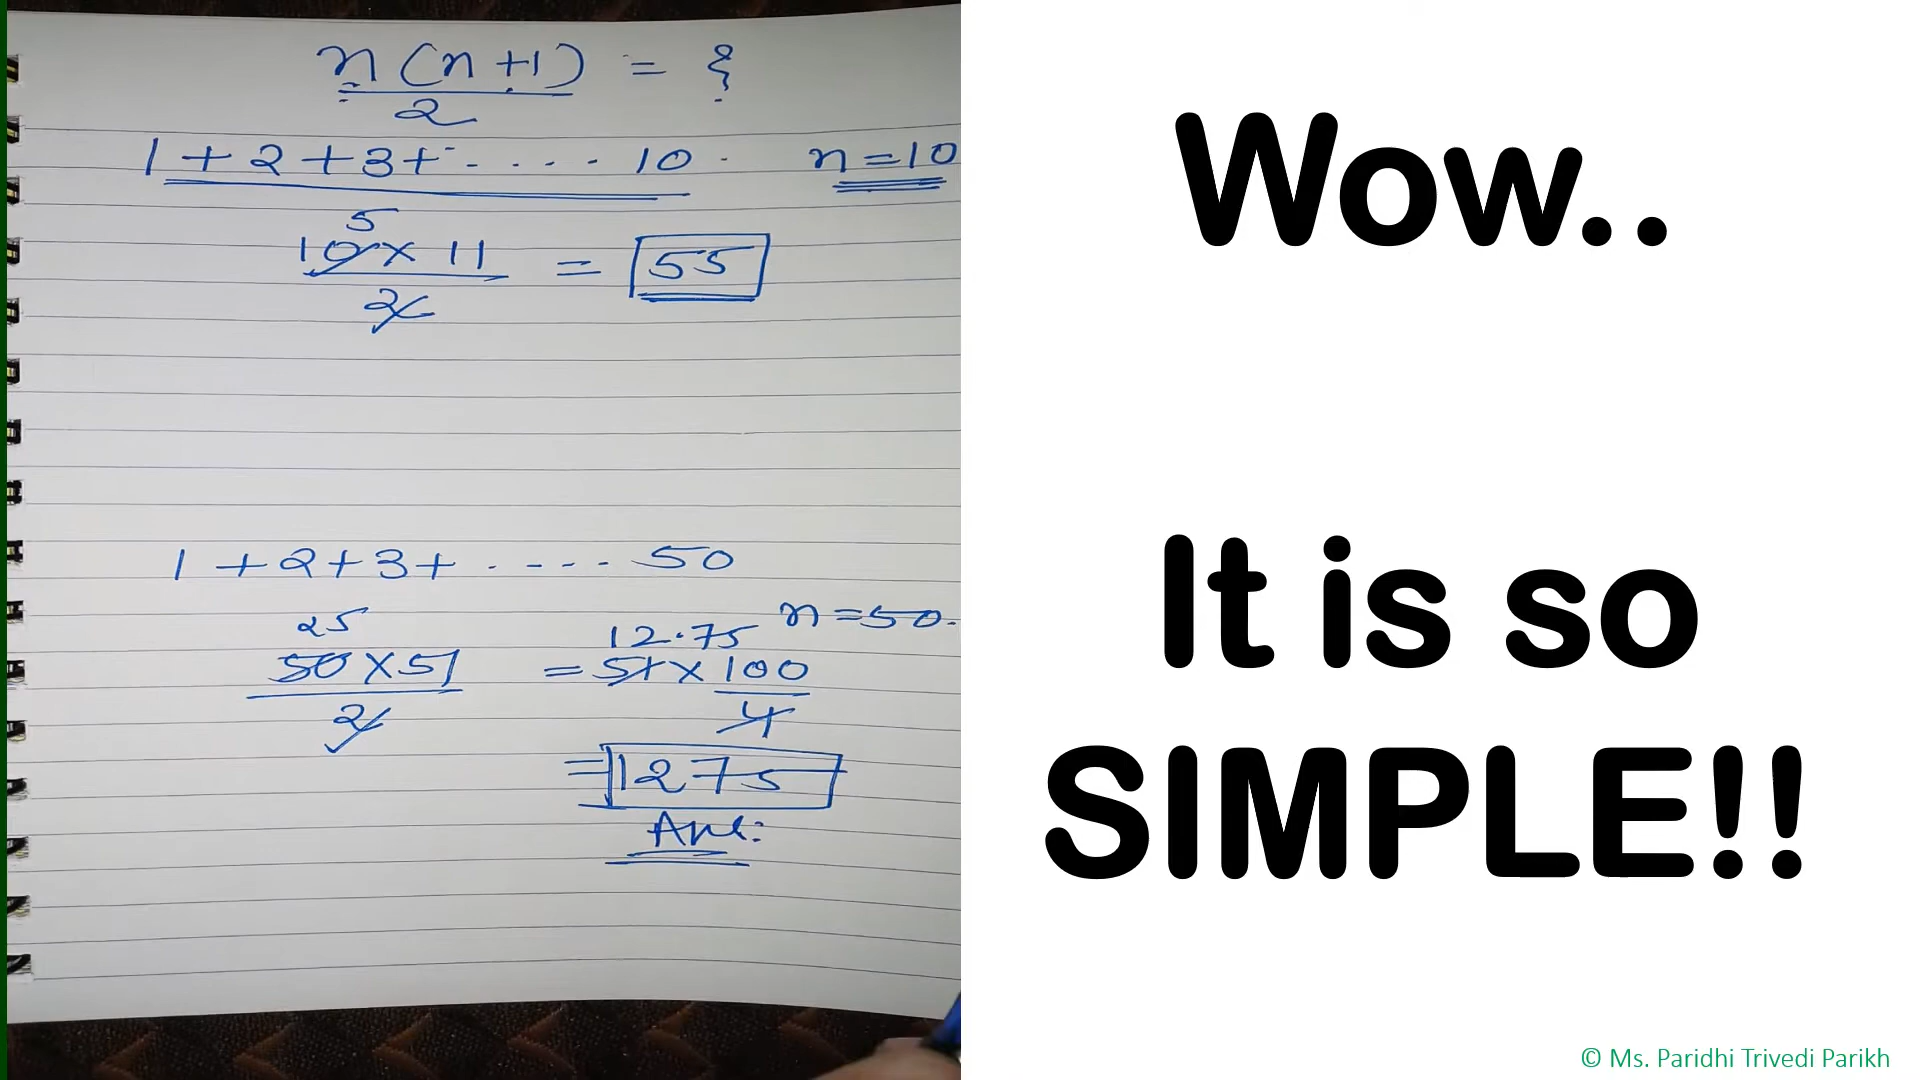 n(n+1)/2 = ?
1+2+3+ - . . . . 10 . n=10
5
10 x 11 = 55
2
1 + 2 + 3 + . - - - . 50
n = 50.
25 12.75
50 x 51 = 51 x 100
2 4
= 1275
Ans:
Wow..
It is so
SIMPLE!!
© Ms. Paridhi Trivedi Parikh